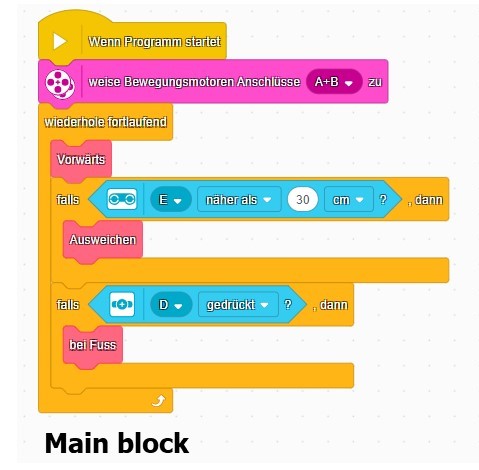 Wenn Programm startet
weise Bewegungsmotoren Anschlüsse A+B zu
wiederhole fortlaufend
Vorwärts
falls E näher als 30 cm ? , dann
Ausweichen
falls D gedrückt ? , dann
bei Fuss
Main block